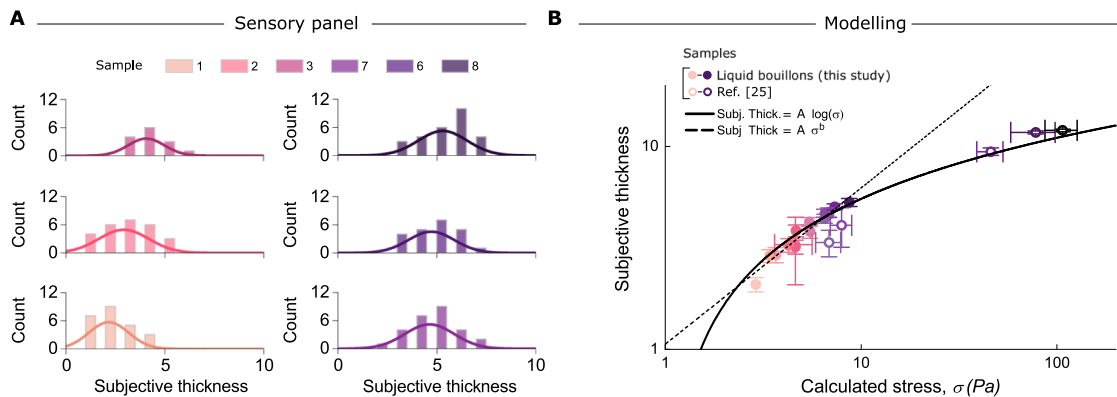 A
Sensory panel
Sample
1
2
3
7
6
8
12
6
0
Count
12
6
0
Count
12
6
0
Count
12
6
0
Count
12
6
0
Count
0
5
10
Subjective thickness
12
6
0
Count
0
5
10
Subjective thickness
B
Modelling
Samples
Liquid bouillons (this study)
Ref. [25]
Subj. Thick.= A log(σ)
Subj Thick = A σᵇ
10
1
Subjective thickness
1
10
100
Calculated stress, σ(Pa)